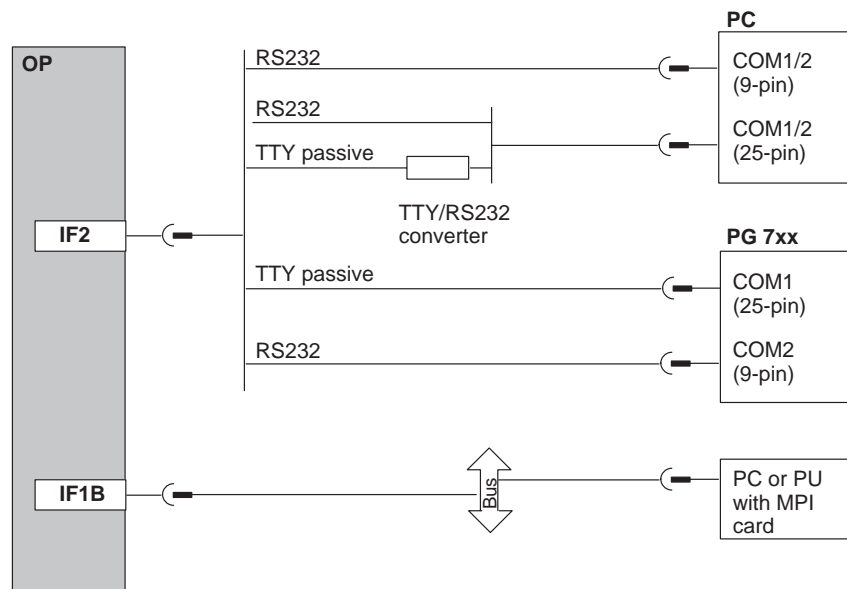 PC
OP
RS232
COM1/2
(9-pin)
RS232
COM1/2
(25-pin)
TTY passive
TTY/RS232
converter
IF2
PG 7xx
TTY passive
COM1
(25-pin)
RS232
COM2
(9-pin)
IF1B
Bus
PC or PU
with MPI
card